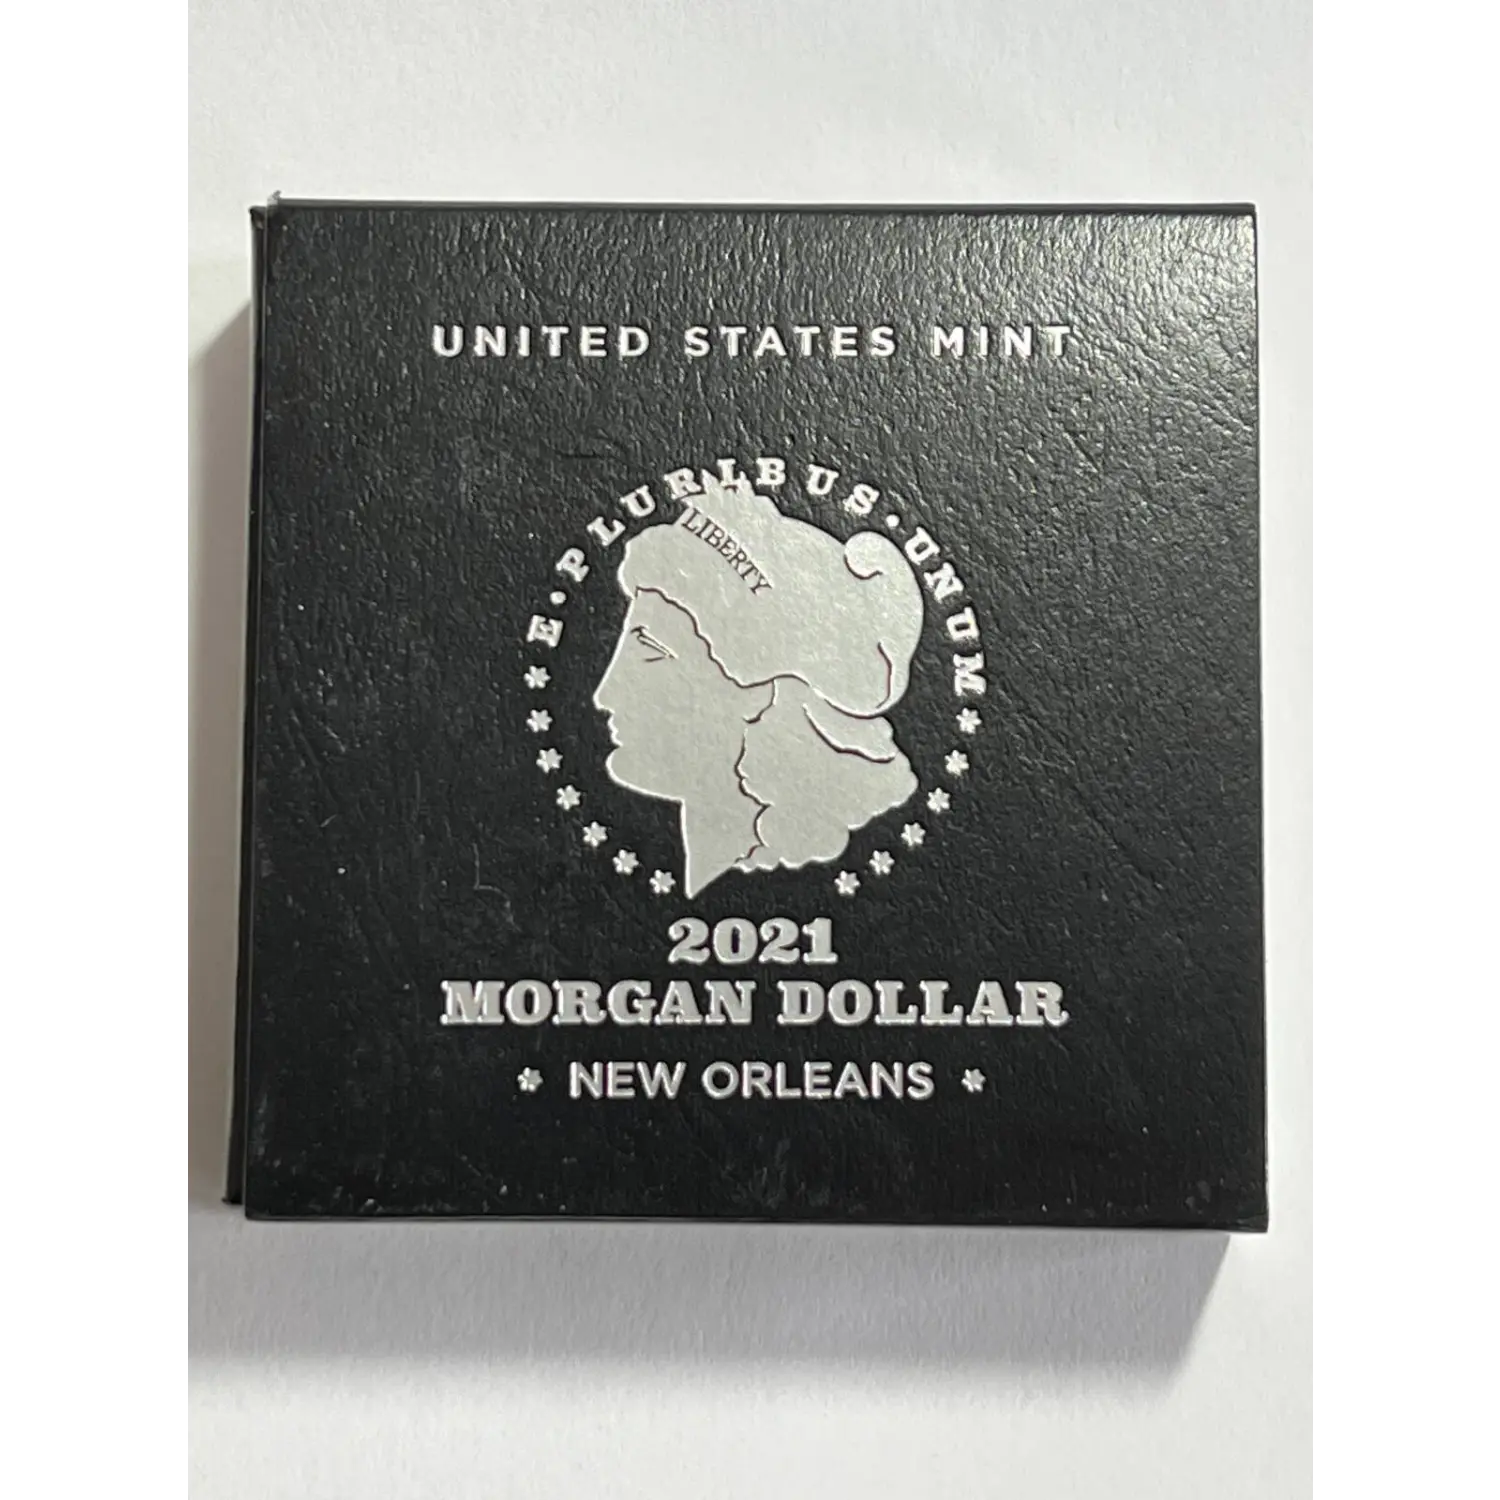 UNITED STATES MINT
E·PLURIBUS·UNUM
LIBERTY
2021
MORGAN DOLLAR
* NEW ORLEANS *